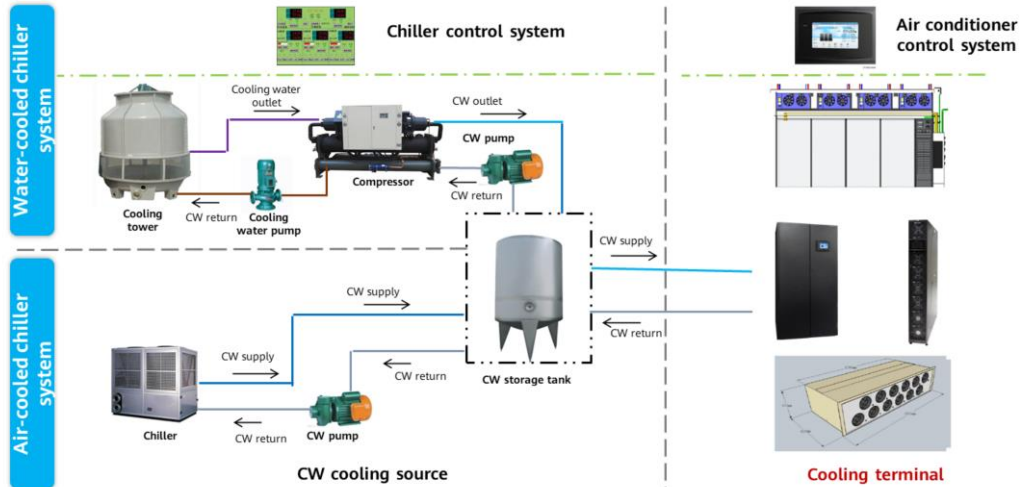 Water-cooled chiller
system
Chiller control system
Air conditioner
control system
Cooling water
outlet
CW outlet
CW pump
Compressor
CW return
Cooling
tower
CW return
Cooling
water pump
CW supply
CW return
CW storage tank
Air-cooled chiller
system
CW supply
CW supply
CW return
Chiller
CW return
CW pump
CW cooling source
Cooling terminal